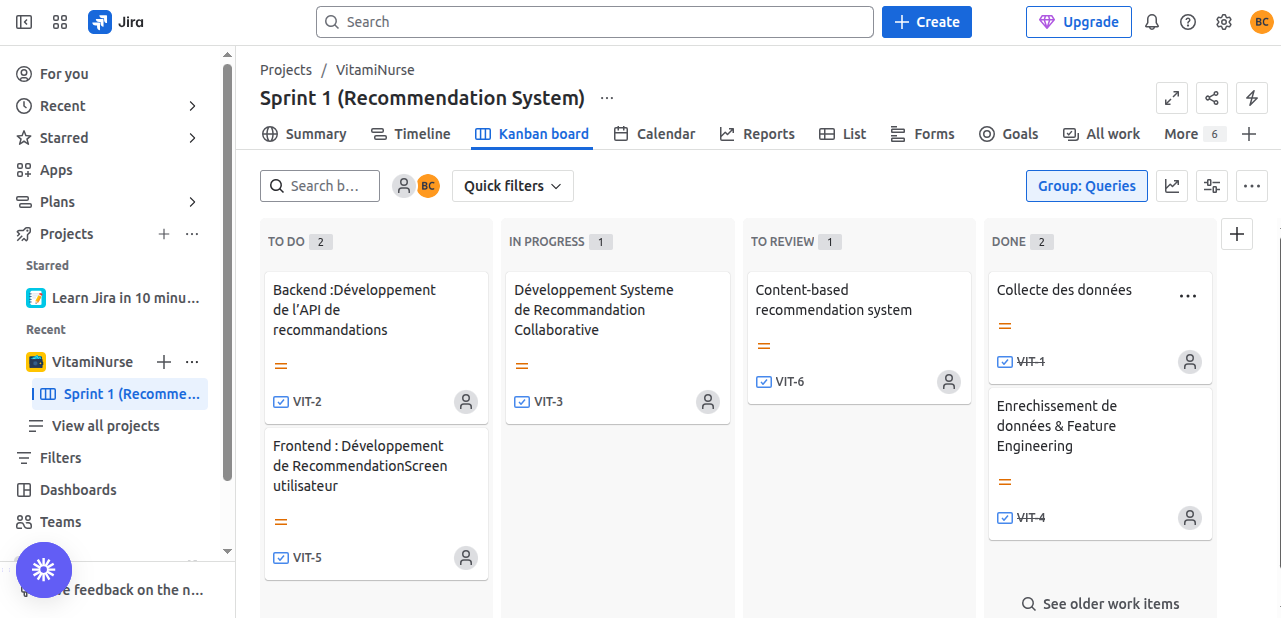 Jira
Search
Create
Upgrade
BC
For you
Recent
Starred
Apps
Plans
Projects
Starred
Learn Jira in 10 minu...
Recent
VitamiNurse
Sprint 1 (Recomme...
View all projects
Filters
Dashboards
Teams
feedback on the n...
Projects / VitamiNurse
Sprint 1 (Recommendation System)
Summary
Timeline
Kanban board
Calendar
Reports
List
Forms
Goals
All work
More 6
Search b...
BC
Quick filters
Group: Queries
TO DO 2
Backend :Développement
de l’API de
recommandations
VIT-2
Frontend : Développement
de RecommendationScreen
utilisateur
VIT-5
IN PROGRESS 1
Développement Systeme
de Recommandation
Collaborative
VIT-3
TO REVIEW 1
Content-based
recommendation system
VIT-6
DONE 2
Collecte des données
VIT-1
Enrechissement de
données & Feature
Engineering
VIT-4
See older work items